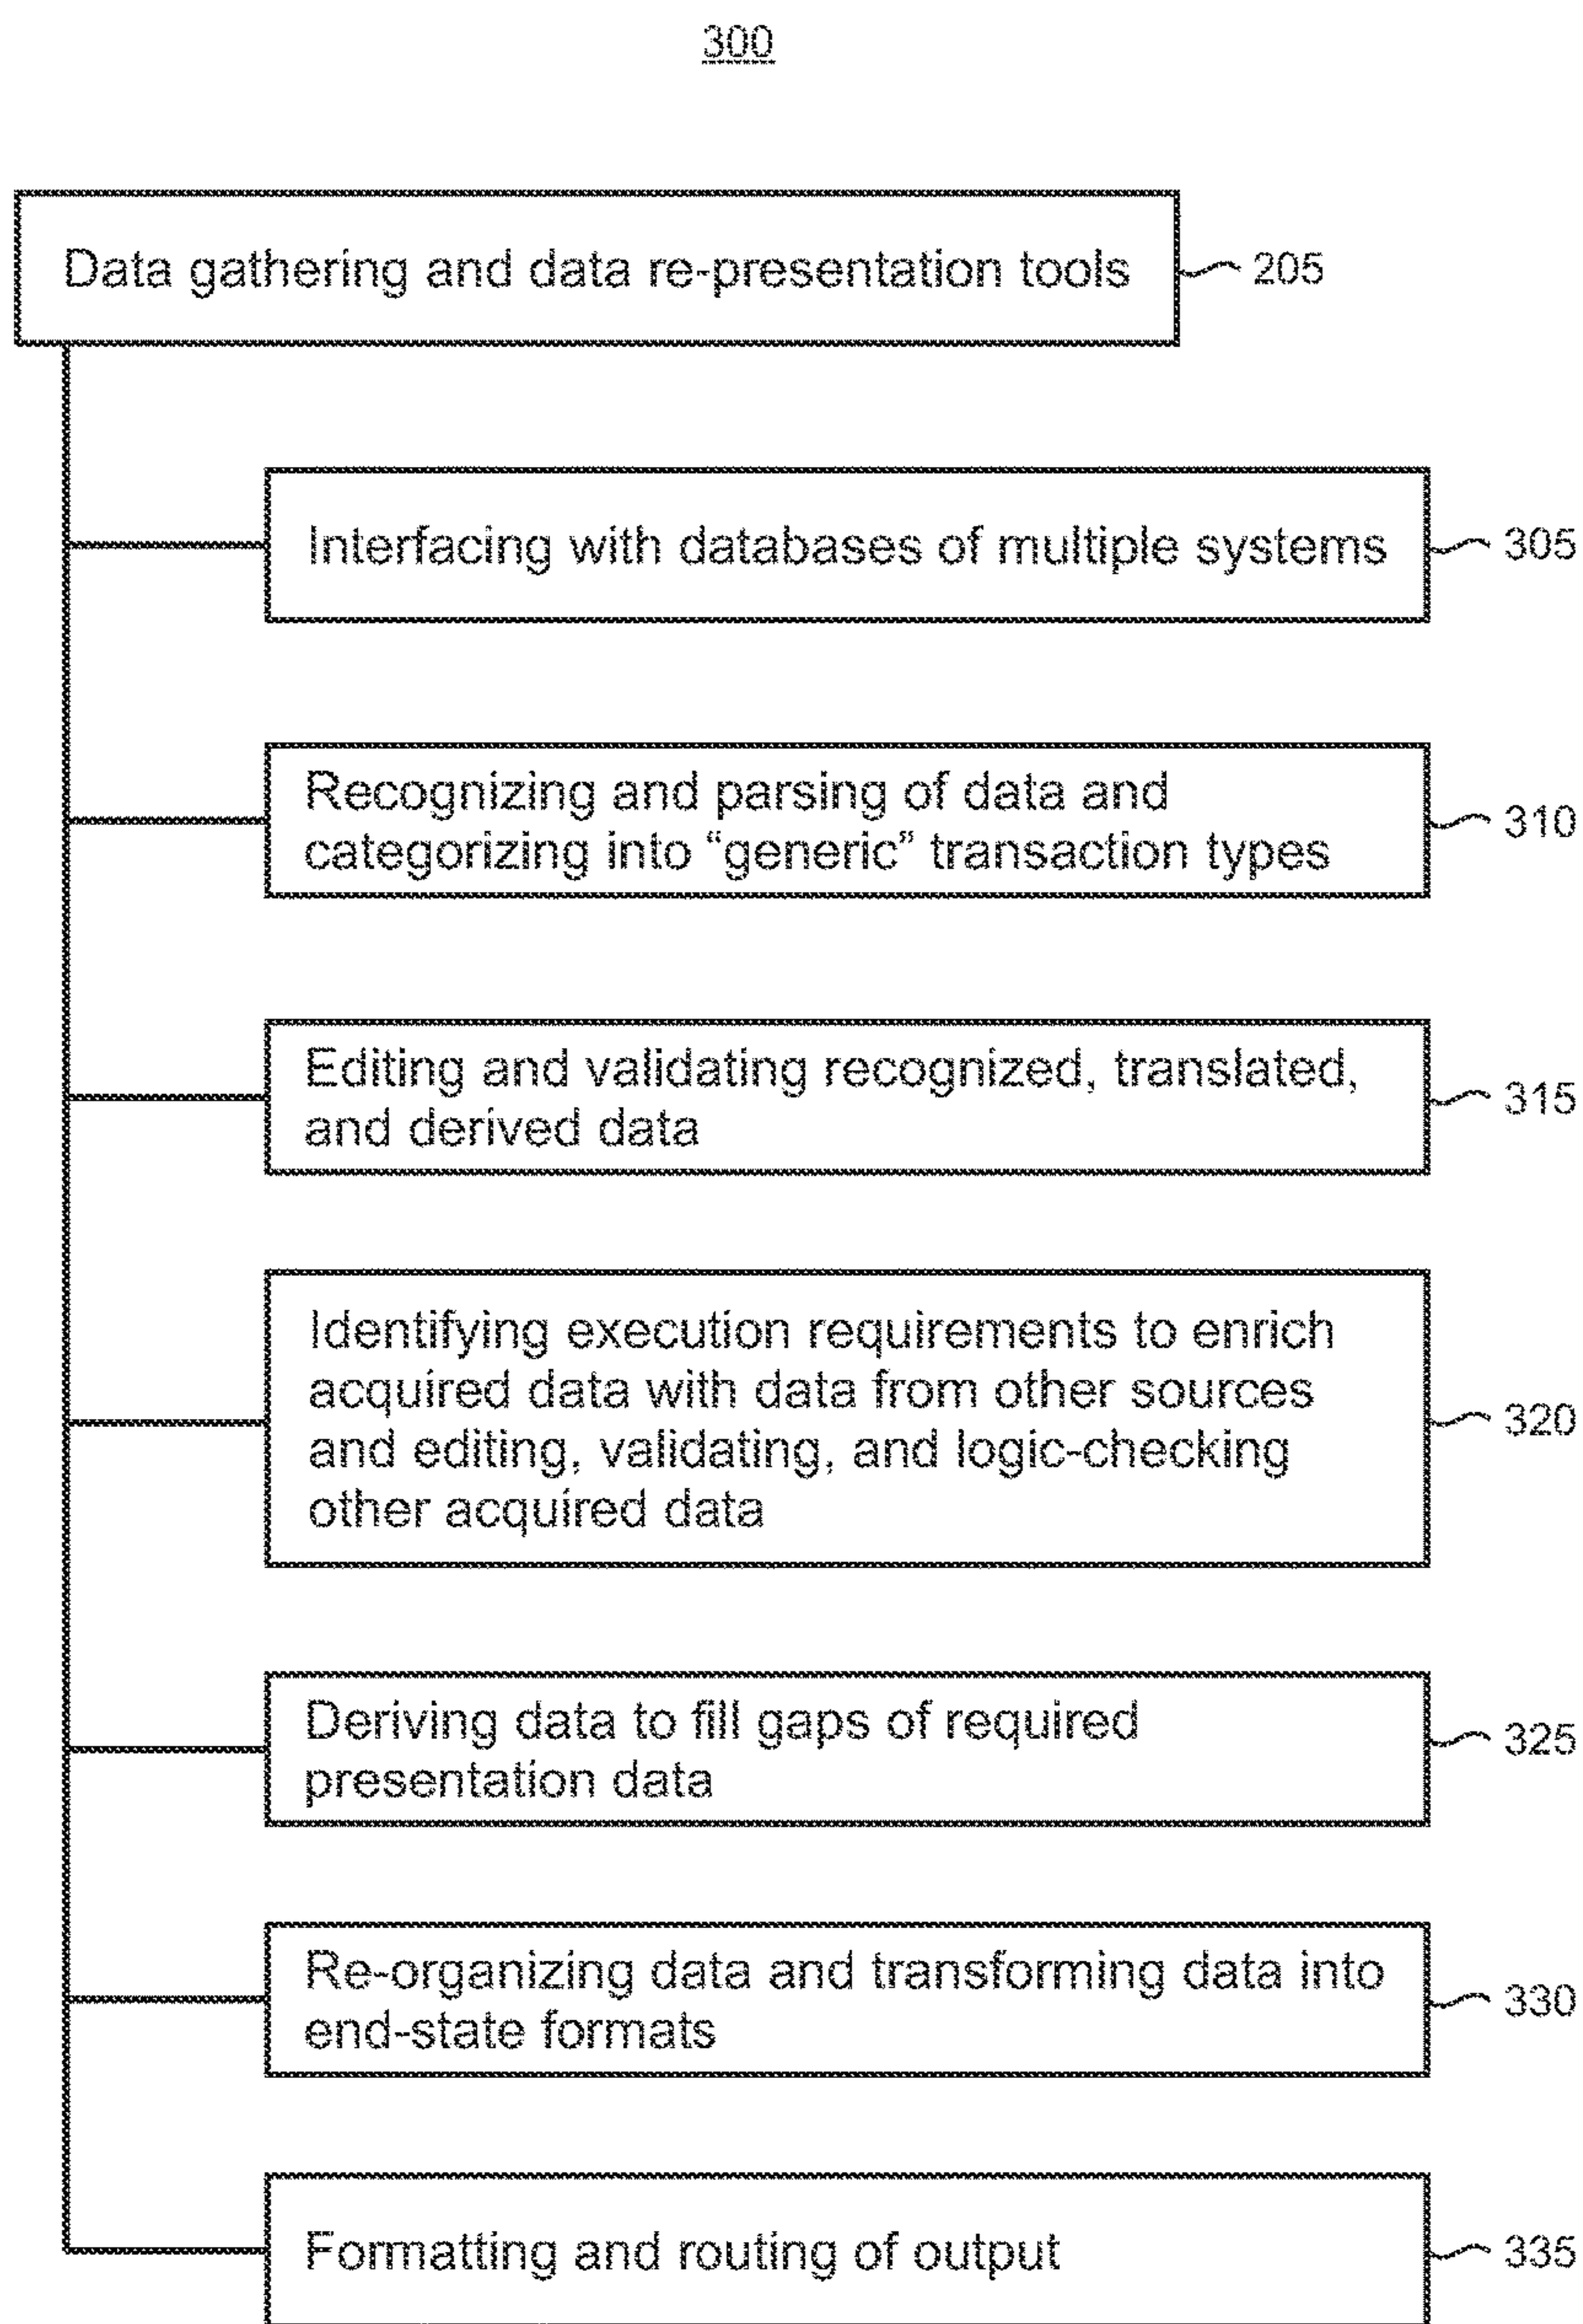 300
Data gathering and data re-presentation tools
205
Interfacing with databases of multiple systems
305
Recognizing and parsing of data and
categorizing into “generic” transaction types
310
Editing and validating recognized, translated,
and derived data
315
Identifying execution requirements to enrich
acquired data with data from other sources
and editing, validating, and logic-checking
other acquired data
320
Deriving data to fill gaps of required
presentation data
325
Re-organizing data and transforming data into
end-state formats
330
Formatting and routing of output
335